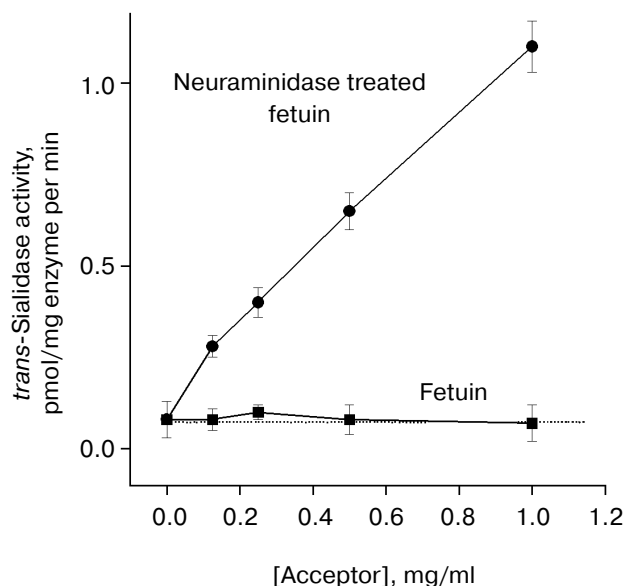 Neuraminidase treated
fetuin
1.0
0.5
0.0
trans-Sialidase activity,
pmol/mg enzyme per min
Fetuin
0.0 0.2 0.4 0.6 0.8 1.0 1.2
[Acceptor], mg/ml